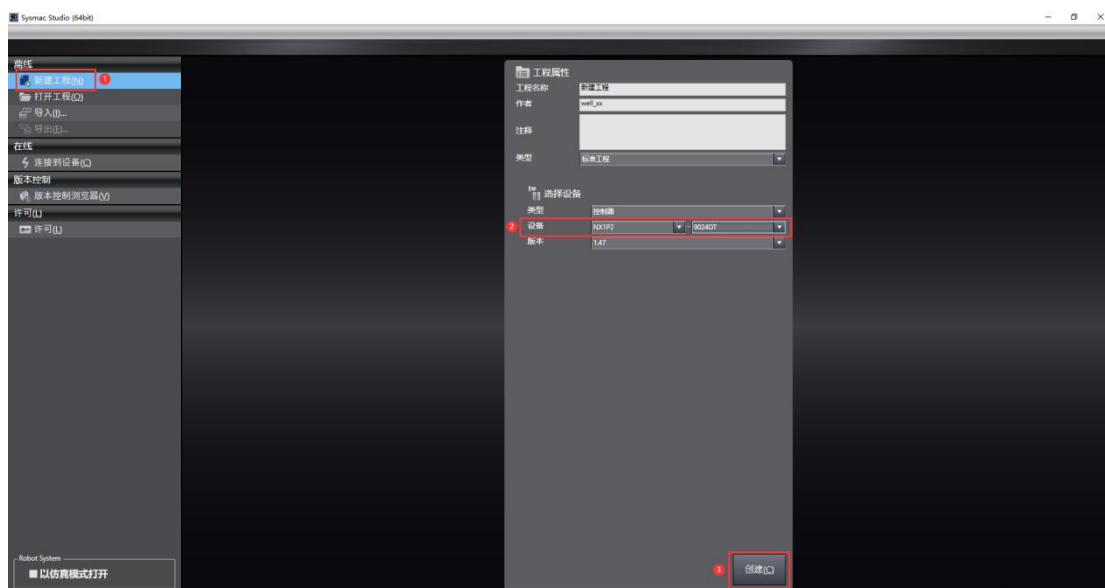 Sysmac Studio (64bit)
离线
新建工程(N)
1
打开工程(O)
导入(I)...
导出(E)...
在线
连接到设备(C)
版本控制
版本控制浏览器(V)
许可(L)
许可(L)
工程属性
工程名称 新建工程
作者 well_xx
注释
类型 标准工程
选择设备
类型 控制器
2 设备 NX1P2 - 9024DT
版本 1.47
Robot System
以仿真模式打开
3 创建(C)